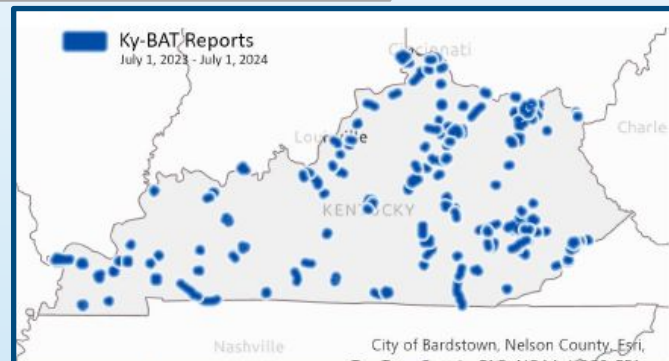 Ky-BAT Reports
July 1, 2023 - July 1, 2024
Cincinnati
Louisville
Charle
KENTUCKY
Nashville
City of Bardstown, Nelson County, Esri,